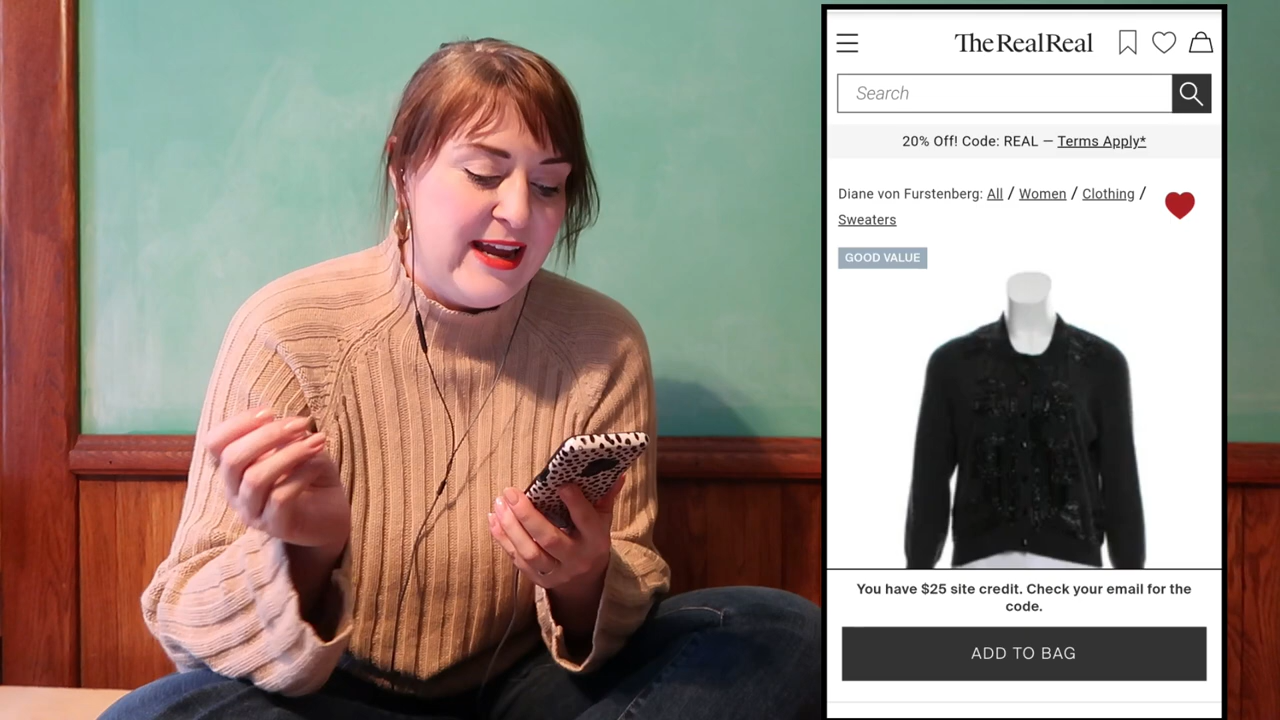 TheRealReal
Search
20% Off! Code: REAL — Terms Apply*
Diane von Furstenberg: All / Women / Clothing /
Sweaters
GOOD VALUE
You have $25 site credit. Check your email for the
code.
ADD TO BAG